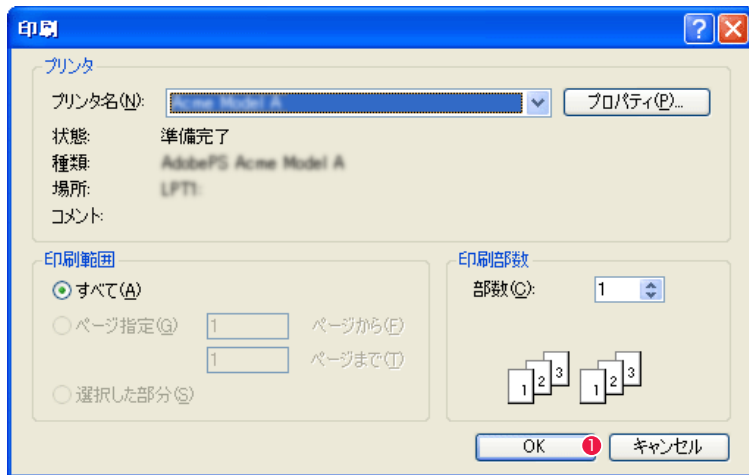 印刷
プリンタ
プリンタ名(N): Acme Model A プロパティ(P)...
状態: 準備完了
種類: AdobePS Acme Model A
場所: LPT1:
コメント:
印刷範囲
すべて(A)
ページ指定(G) 1 ページから(F)
1 ページまで(T)
選択した部分(S)
印刷部数
部数(C): 1
1 2 3 1 2 3
OK 1 キャンセル